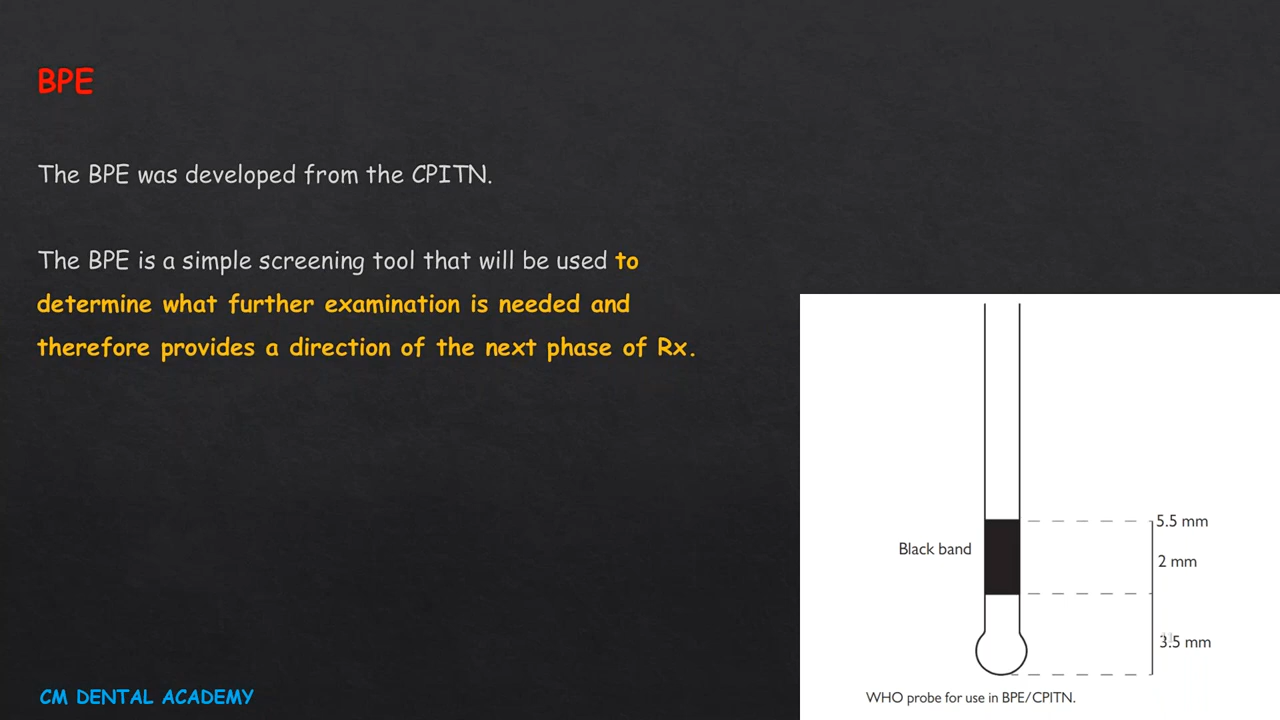 BPE
The BPE was developed from the CPITN.
The BPE is a simple screening tool that will be used to
determine what further examination is needed and
therefore provides a direction of the next phase of Rx.
5.5 mm
Black band
2 mm
3.5 mm
WHO probe for use in BPE/CPITN.
CM DENTAL ACADEMY